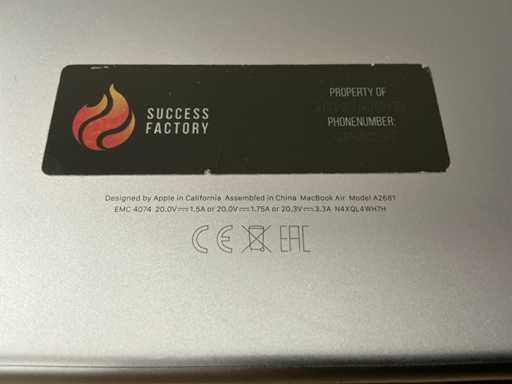 SUCCESS
FACTORY
PROPERTY OF
PHONENUMBER:
Designed by Apple in California Assembled in China MacBook Air Model A2681
EMC 4074 20.0V⎓1.5A or 20.0V⎓1.75A or 20.3V⎓3.3A N4XQL4WH7H
CE EAC